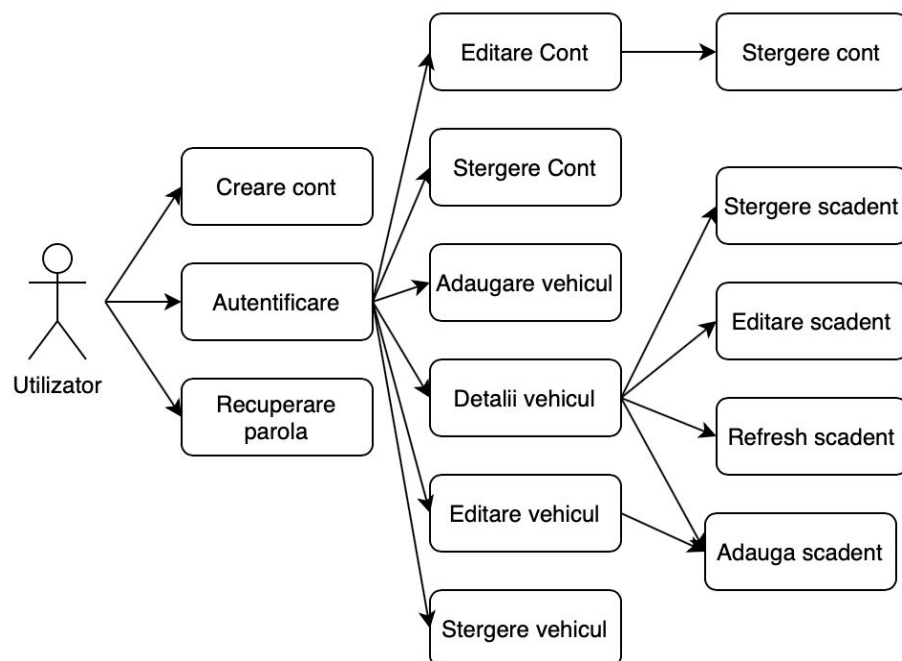 Editare Cont
Stergere cont
Creare cont
Stergere Cont
Stergere scadent
Utilizator
Autentificare
Adaugare vehicul
Editare scadent
Recuperare
parola
Detalii vehicul
Refresh scadent
Editare vehicul
Adauga scadent
Stergere vehicul